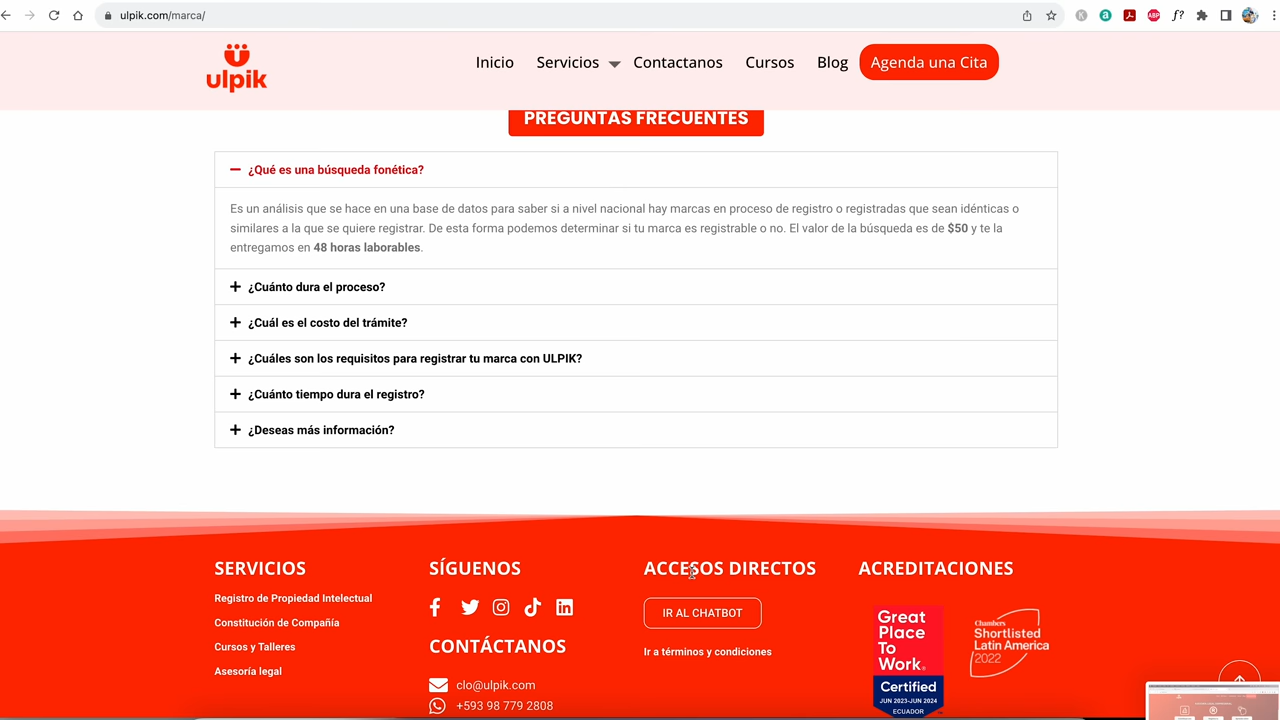 ulpik.com/marca/
ABP
f?
ulpik
Inicio
Servicios
Contactanos
Cursos
Blog
Agenda una Cita
PREGUNTAS FRECUENTES
¿Qué es una búsqueda fonética?
Es un análisis que se hace en una base de datos para saber si a nivel nacional hay marcas en proceso de registro o registradas que sean idénticas o
similares a la que se quiere registrar. De esta forma podemos determinar si tu marca es registrable o no. El valor de la búsqueda es de $50 y te la
entregamos en 48 horas laborables.
¿Cuánto dura el proceso?
¿Cuál es el costo del trámite?
¿Cuáles son los requisitos para registrar tu marca con ULPIK?
¿Cuánto tiempo dura el registro?
¿Deseas más información?
SERVICIOS
Registro de Propiedad Intelectual
Constitución de Compañía
Cursos y Talleres
Asesoría legal
SÍGUENOS
CONTÁCTANOS
clo@ulpik.com
+593 98 779 2808
ACCESOS DIRECTOS
IR AL CHATBOT
Ir a términos y condiciones
ACREDITACIONES
Great
Place
To
Work.
Certified
JUN 2023-JUN 2024
ECUADOR
Chambers
Shortlisted
Latin America
2022